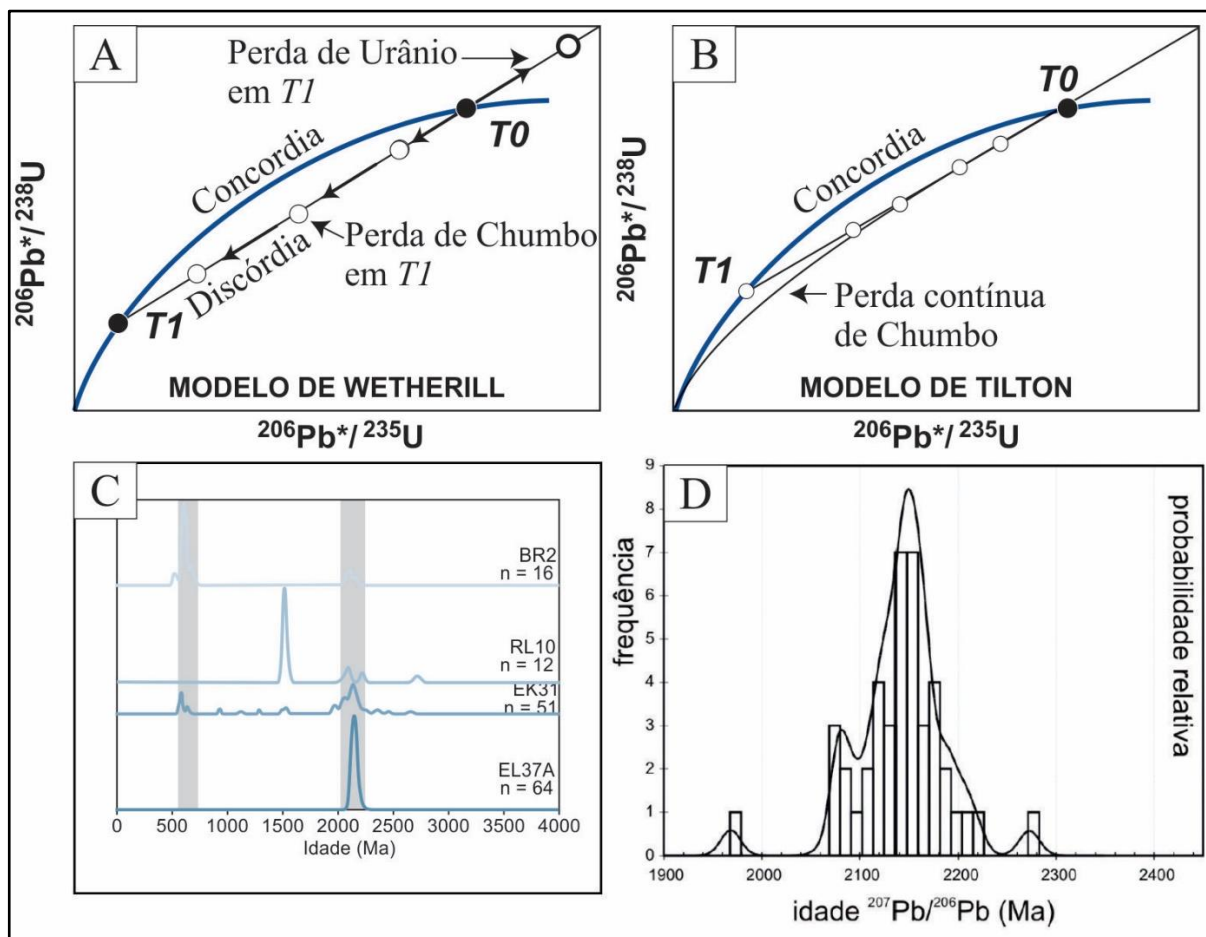 A
Perda de Urânio
em T1
T0
Concordia
Discórdia
Perda de Chumbo
em T1
T1
MODELO DE WETHERILL
²⁰⁶Pb*/²³⁸U
²⁰⁶Pb*/²³⁵U
B
T0
Concordia
T1
Perda contínua
de Chumbo
MODELO DE TILTON
²⁰⁶Pb*/²³⁸U
²⁰⁶Pb*/²³⁵U
C
BR2
n = 16
RL10
n = 12
EK31
n = 51
EL37A
n = 64
0 500 1000 1500 2000 2500 3000 3500 4000
Idade (Ma)
D
9
8
7
6
5
4
3
2
1
0
frequência
probabilidade relativa
1900 2000 2100 2200 2300 2400
idade ²⁰⁷Pb/²⁰⁶Pb (Ma)